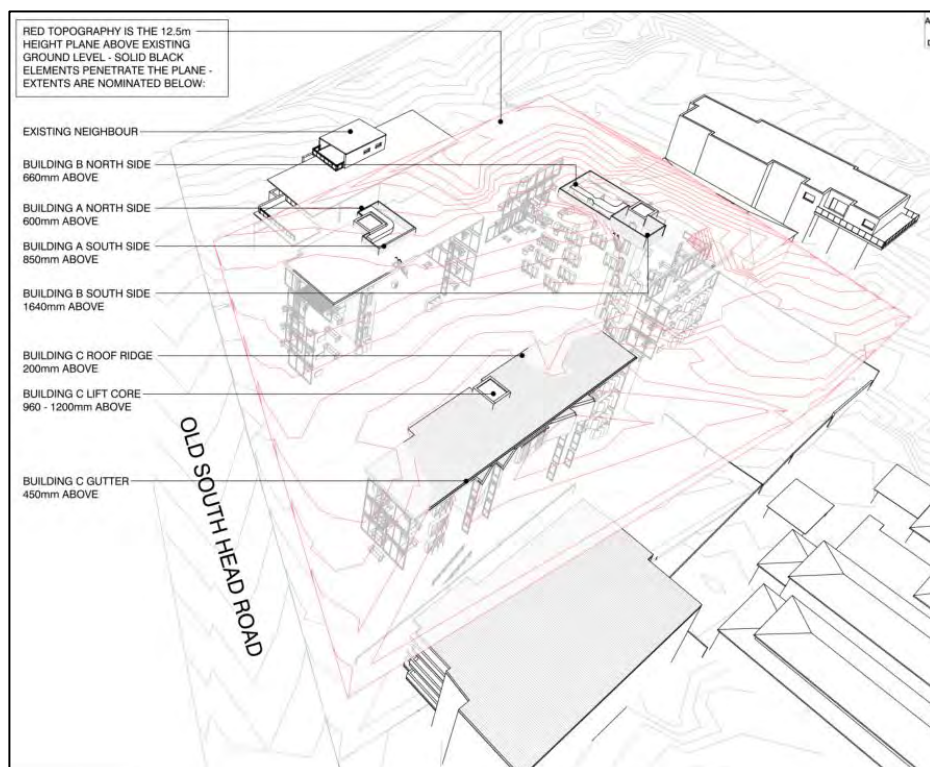 RED TOPOGRAPHY IS THE 12.5m
HEIGHT PLANE ABOVE EXISTING
GROUND LEVEL - SOLID BLACK
ELEMENTS PENETRATE THE PLANE -
EXTENTS ARE NOMINATED BELOW:
EXISTING NEIGHBOUR
BUILDING B NORTH SIDE
660mm ABOVE
BUILDING A NORTH SIDE
600mm ABOVE
BUILDING A SOUTH SIDE
850mm ABOVE
BUILDING B SOUTH SIDE
1640mm ABOVE
BUILDING C ROOF RIDGE
200mm ABOVE
BUILDING C LIFT CORE
960 - 1200mm ABOVE
BUILDING C GUTTER
450mm ABOVE
OLD SOUTH HEAD ROAD